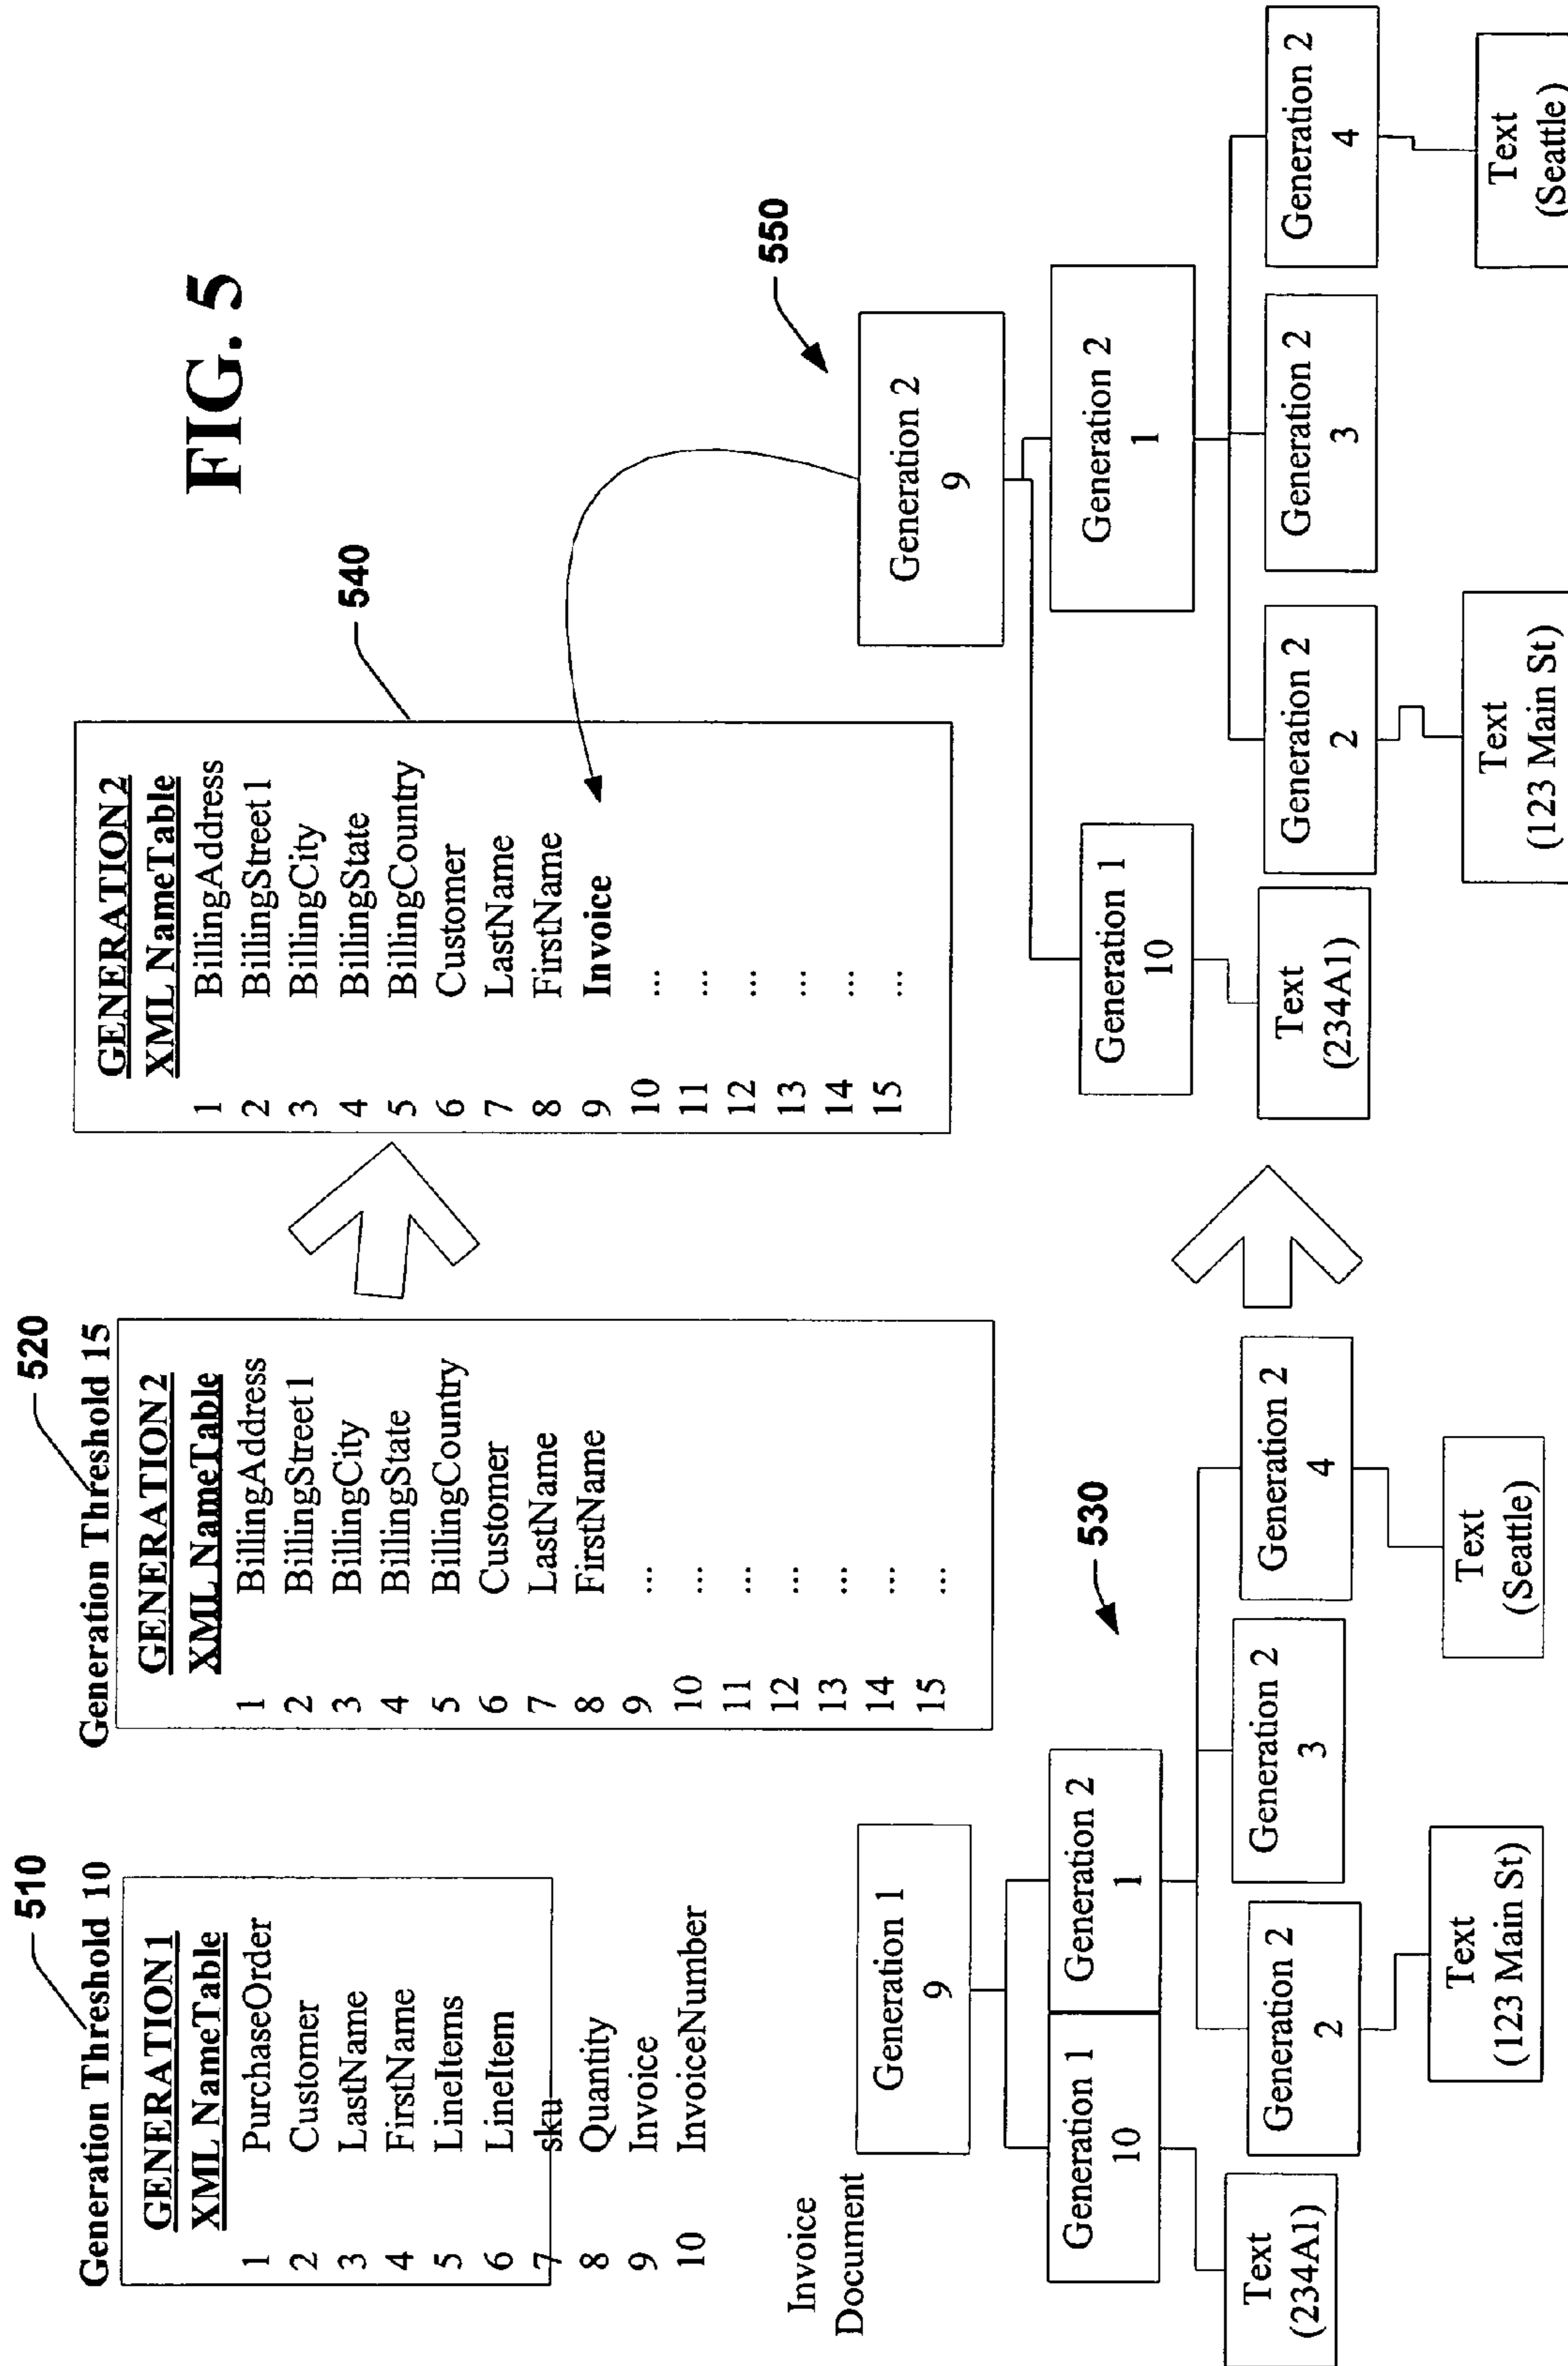 FIG. 5
510
Generation Threshold 10
GENERATION 1
XML NameTable
1 PurchaseOrder
2 Customer
3 LastName
4 FirstName
5 LineItems
6 LineItem
7 sku
8 Quantity
9 Invoice
10 InvoiceNumber
520
Generation Threshold 15
GENERATION 2
XML NameTable
1 BillingAddress
2 BillingStreet1
3 BillingCity
4 BillingState
5 BillingCountry
6 Customer
7 LastName
8 FirstName
9 ...
10 ...
11 ...
12 ...
13 ...
14 ...
15 ...
540
GENERATION 2
XML NameTable
1 BillingAddress
2 BillingStreet1
3 BillingCity
4 BillingState
5 BillingCountry
6 Customer
7 LastName
8 FirstName
9 Invoice
10 ...
11 ...
12 ...
13 ...
14 ...
15 ...
Invoice
Document
530
Generation 1
9
Generation 1
10
Generation 2
1
Text
(234A1)
Generation 2
2
Generation 2
3
Generation 2
4
Text
(123 Main St)
Text
(Seattle)
550
Generation 2
9
Generation 1
10
Generation 2
1
Text
(234A1)
Generation 2
2
Generation 2
3
Generation 2
4
Text
(123 Main St)
Text
(Seattle)